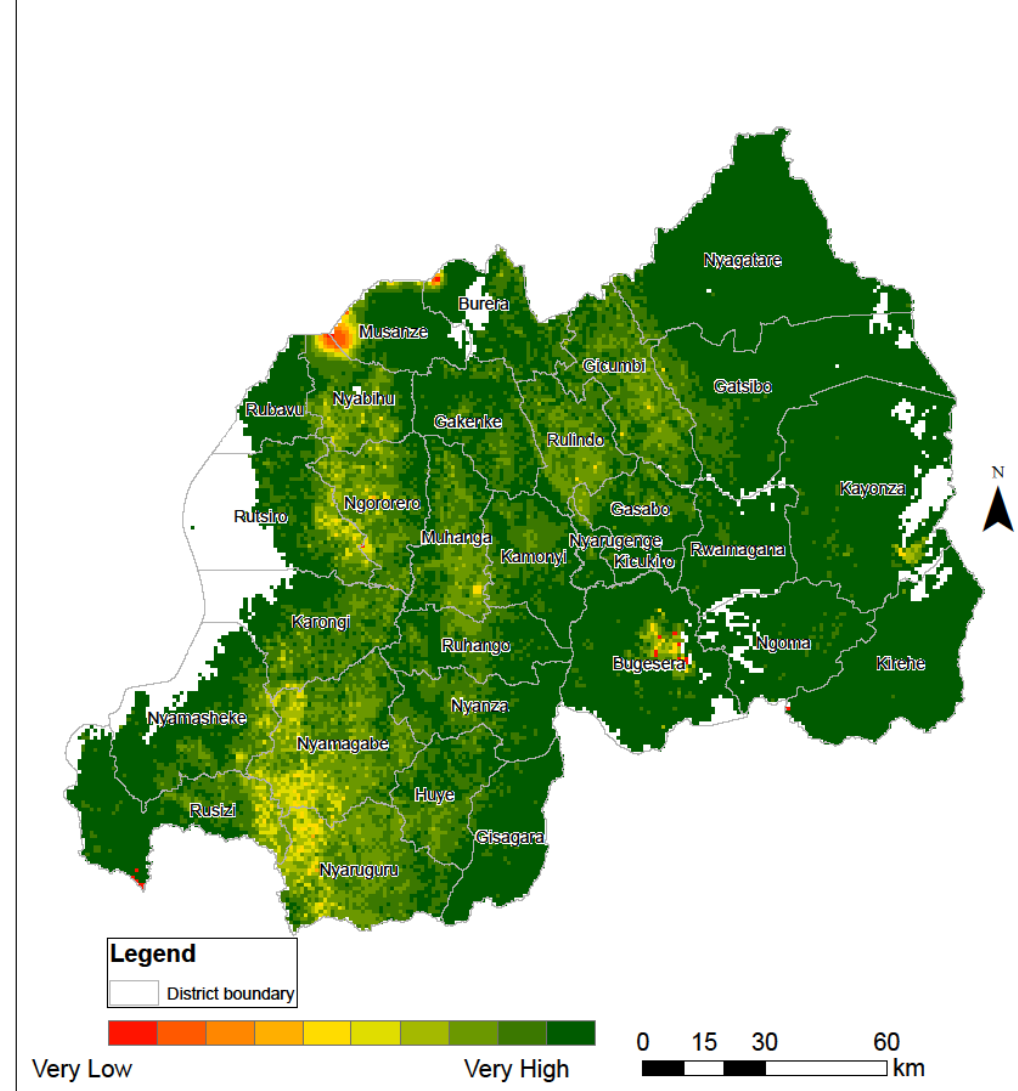 Nyagatare
Burera
Musanze
Gicumbi
Gatsibo
Nyabihu
Rubavu
Gakenke
Rulindo
Kayonza
Ngororero
Gasabo
Rutsiro
Muhanga
Nyarugenge
Kamonyi
Rwamagana
Kicukiro
Karongi
Ruhango
Ngoma
Bugesera
Kirehe
Nyanza
Nyamasheke
Nyamagabe
Huye
Rusizi
Gisagara
Nyaruguru
N
Legend
District boundary
Very Low Very High
0 15 30 60
km